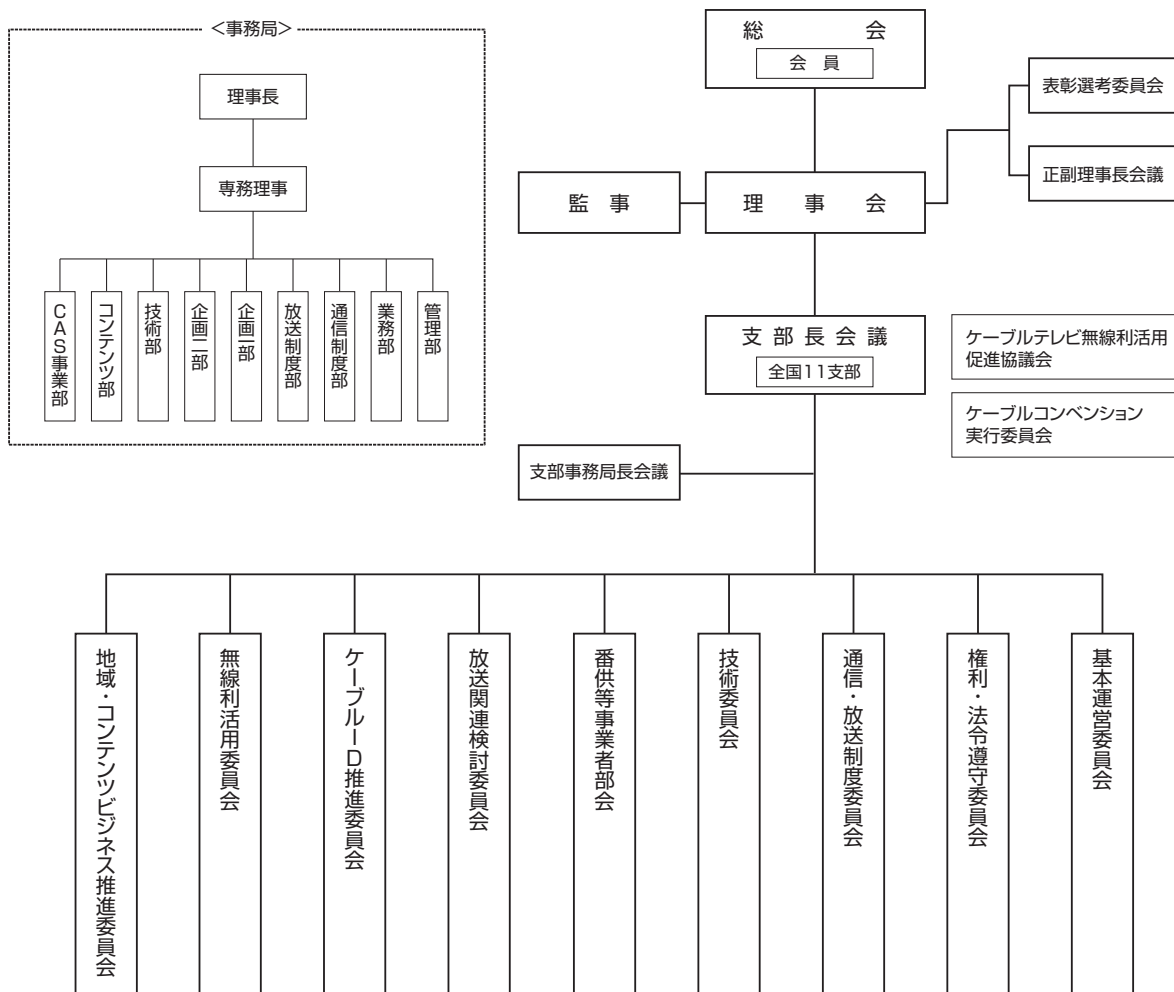 <事務局>
理事長
専務理事
CAS事業部
コンテンツ部
技術部
企画二部
企画一部
放送制度部
通信制度部
業務部
管理部
総会
会員
表彰選考委員会
正副理事長会議
監事
理事会
支部長会議
全国11支部
ケーブルテレビ無線利活用
促進協議会
ケーブルコンベンション
実行委員会
支部事務局長会議
地域・コンテンツビジネス推進委員会
無線利活用委員会
ケーブルID推進委員会
放送関連検討委員会
番供等事業者部会
技術委員会
通信・放送制度委員会
権利・法令遵守委員会
基本運営委員会